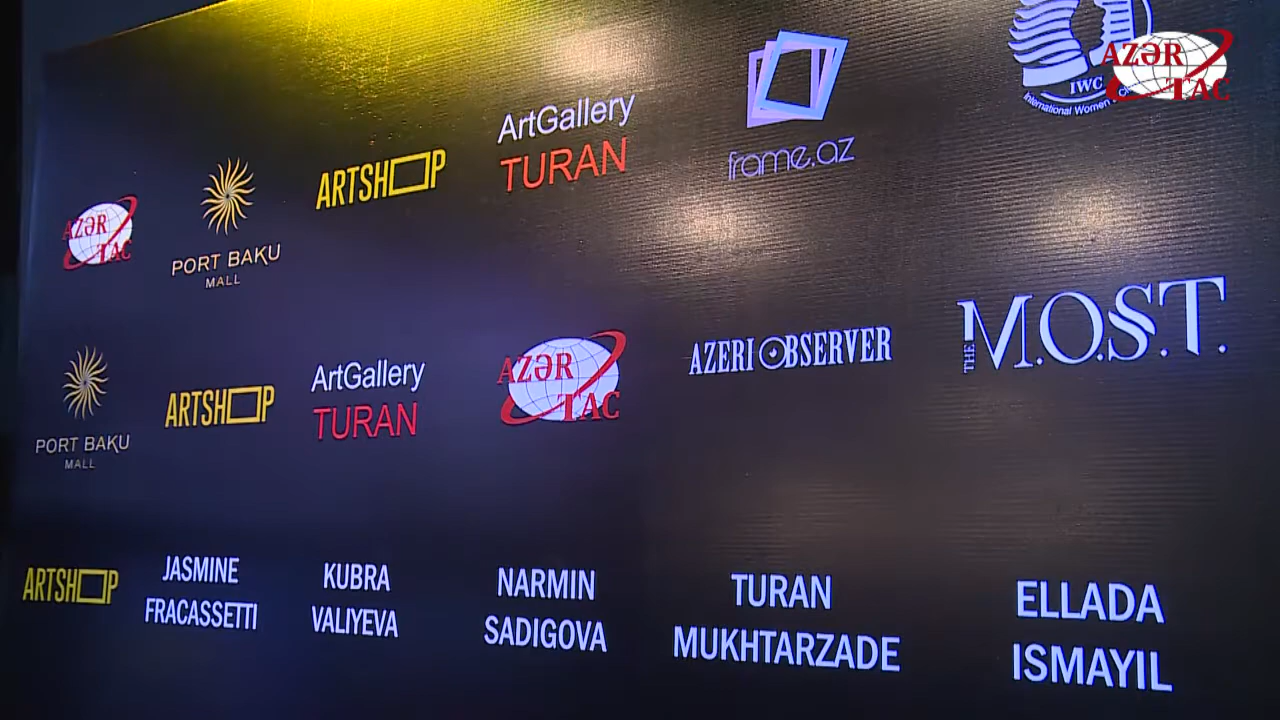 AZƏR
TAC
IWC
International Women
AZƏR
TAC
PORT BAKU
MALL
ARTSHOP
ArtGallery
TURAN
frame.az
PORT BAKU
MALL
ARTSHOP
ArtGallery
TURAN
AZƏR
TAC
AZERI OBSERVER
THE M.O.S.T.
ARTSHOP
JASMINE
FRACASSETTI
KUBRA
VALIYEVA
NARMIN
SADIGOVA
TURAN
MUKHTARZADE
ELLADA
ISMAYIL